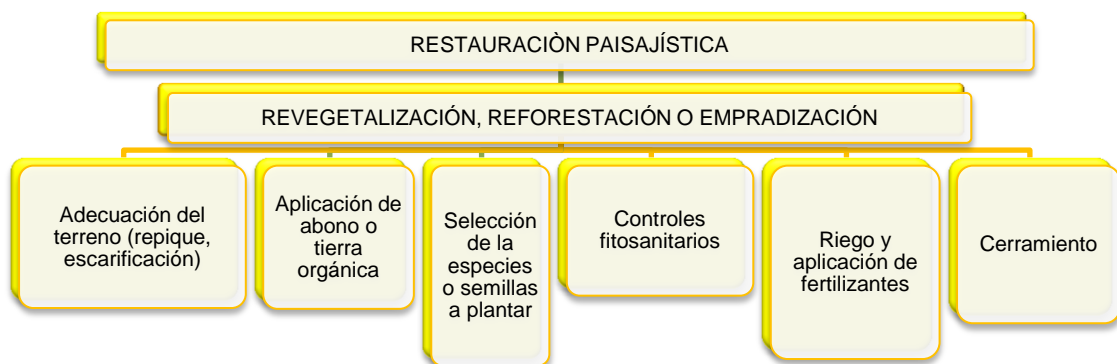 RESTAURACIÒN PAISAJÍSTICA
REVEGETALIZACIÓN, REFORESTACIÓN O EMPRADIZACIÓN
Adecuación del
terreno (repique,
escarificación)
Aplicación de
abono o
tierra
orgánica
Selección
de la
especies
o semillas
a plantar
Controles
fitosanitarios
Riego y
aplicación de
fertilizantes
Cerramiento